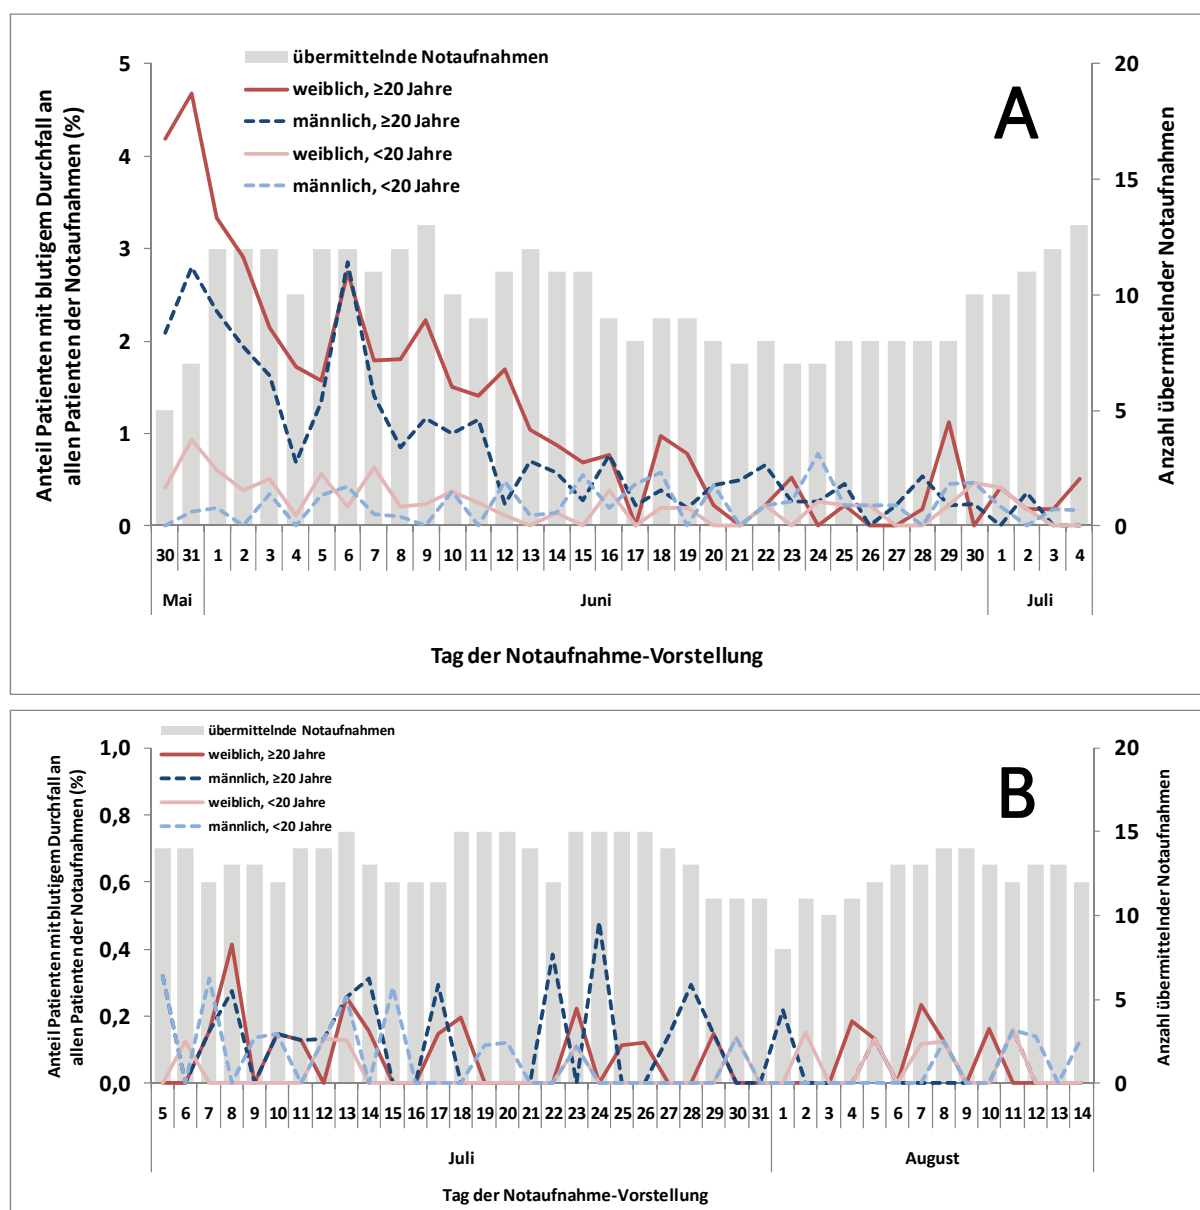 übermittelnde Notaufnahmen
weiblich, ≥20 Jahre
männlich, ≥20 Jahre
weiblich, <20 Jahre
männlich, <20 Jahre
A
Anteil Patienten mit blutigem Durchfall an
allen Patienten der Notaufnahmen (%)
5
4
3
2
1
0
20
15
10
5
0
Anzahl übermittelnder Notaufnahmen
30 31 1 2 3 4 5 6 7 8 9 10 11 12 13 14 15 16 17 18 19 20 21 22 23 24 25 26 27 28 29 30 1 2 3 4
Mai Juni Juli
Tag der Notaufnahme-Vorstellung
übermittelnde Notaufnahmen
weiblich, ≥20 Jahre
männlich, ≥20 Jahre
weiblich, <20 Jahre
männlich, <20 Jahre
B
Anteil Patienten mit blutigem Durchfall an
allen Patienten der Notaufnahmen (%)
1,0
0,8
0,6
0,4
0,2
0,0
20
15
10
5
0
Anzahl übermittelnder Notaufnahmen
5 6 7 8 9 10 11 12 13 14 15 16 17 18 19 20 21 22 23 24 25 26 27 28 29 30 31 1 2 3 4 5 6 7 8 9 10 11 12 13 14
Juli August
Tag der Notaufnahme-Vorstellung